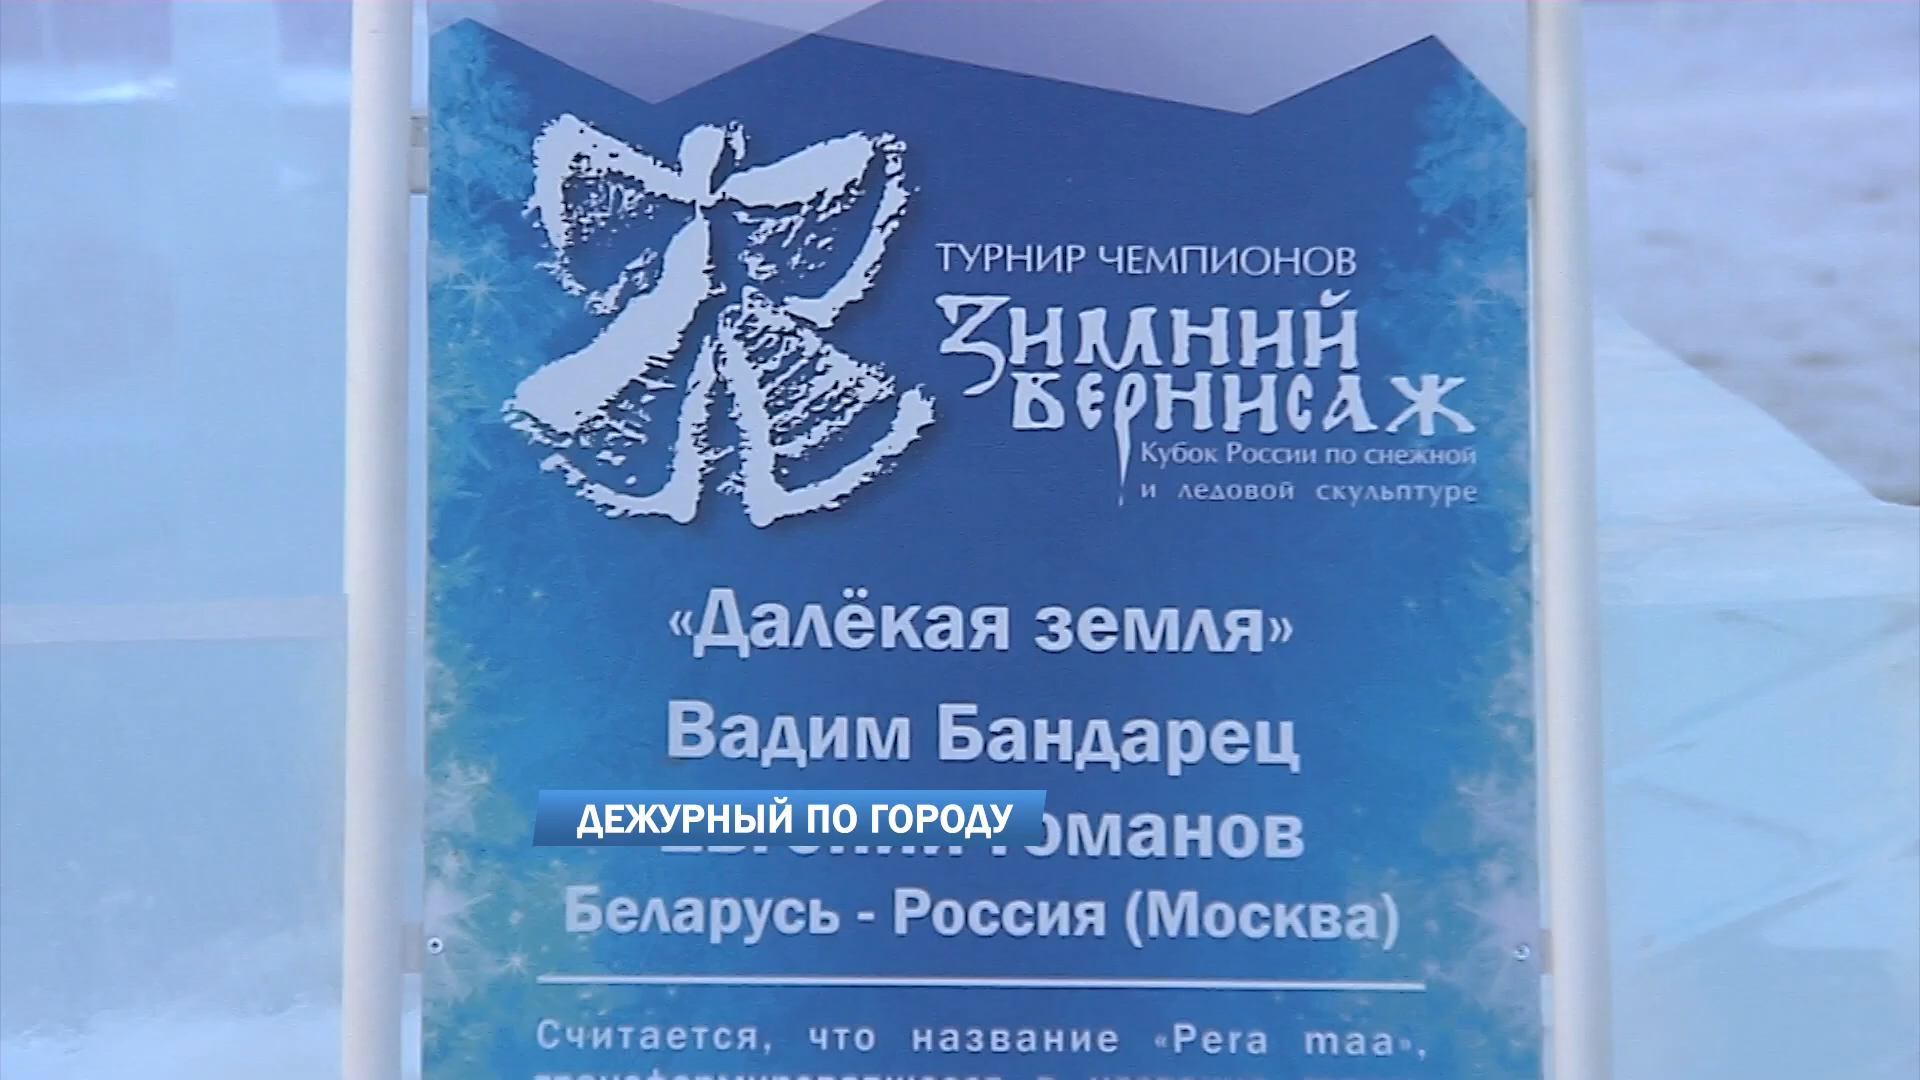 ТУРНИР ЧЕМПИОНОВ
ЗИМНИЙ
ВЕРНИСАЖ
Кубок России по снежной
и ледовой скульптуре
«Далёкая земля»
Вадим Бандарец
ДЕЖУРНЫЙ ПО ГОРОДУ
Беларусь - Россия (Москва)
Считается, что название «Pera maa»,